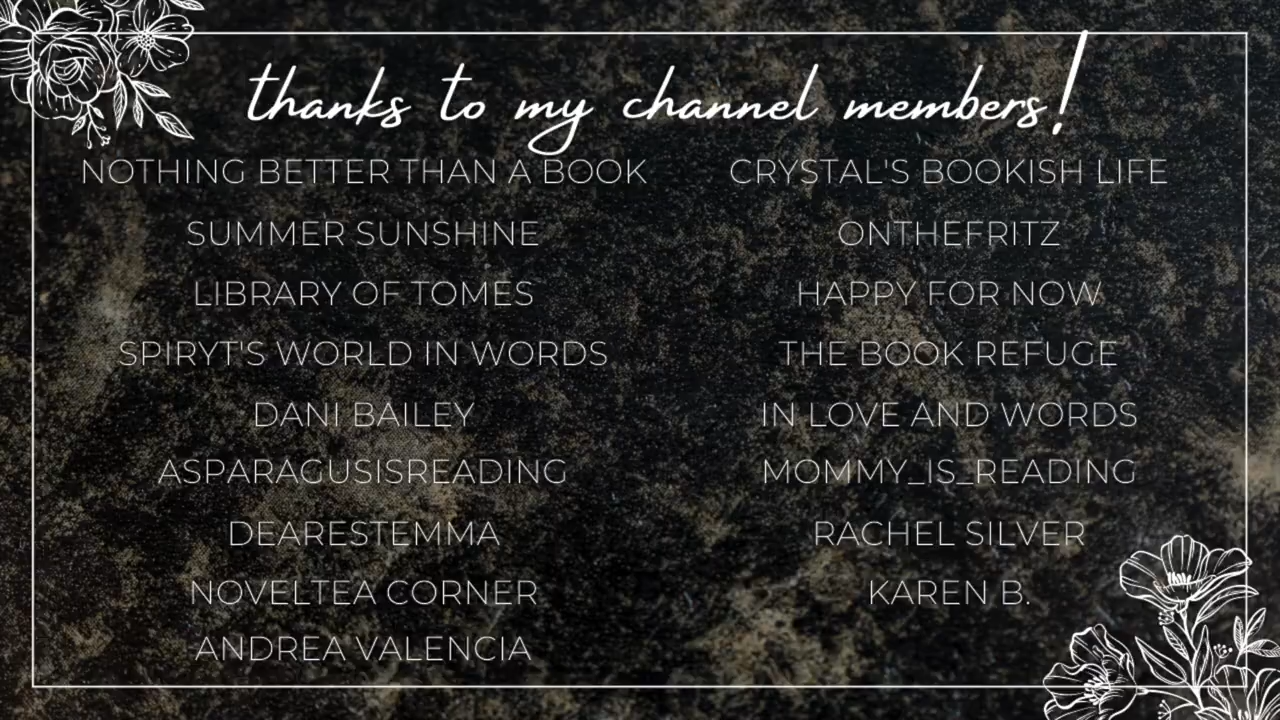 thanks to my channel members!
NOTHING BETTER THAN A BOOK
SUMMER SUNSHINE
LIBRARY OF TOMES
SPIRYT'S WORLD IN WORDS
DANI BAILEY
ASPARAGUSISREADING
DEARESTEMMA
NOVELTEA CORNER
ANDREA VALENCIA
CRYSTAL'S BOOKISH LIFE
ONTHEFRITZ
HAPPY FOR NOW
THE BOOK REFUGE
IN LOVE AND WORDS
MOMMY_IS_READING
RACHEL SILVER
KAREN B.